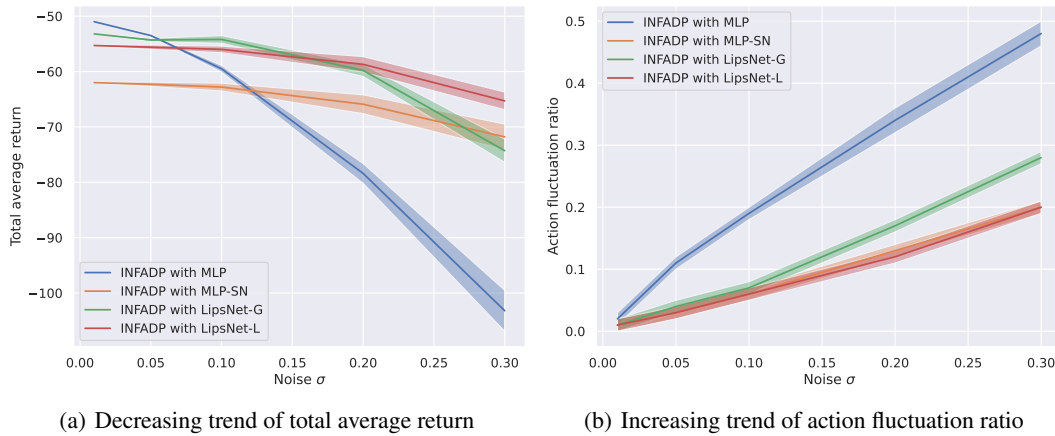 −50
−60
−70
−80
−90
−100
0.00
0.05
0.10
0.15
0.20
0.25
0.30
Total average return
Noise σ
INFADP with MLP
INFADP with MLP-SN
INFADP with LipsNet-G
INFADP with LipsNet-L
(a) Decreasing trend of total average return
0.5
0.4
0.3
0.2
0.1
0.0
0.00
0.05
0.10
0.15
0.20
0.25
0.30
Action fluctuation ratio
Noise σ
INFADP with MLP
INFADP with MLP-SN
INFADP with LipsNet-G
INFADP with LipsNet-L
(b) Increasing trend of action fluctuation ratio